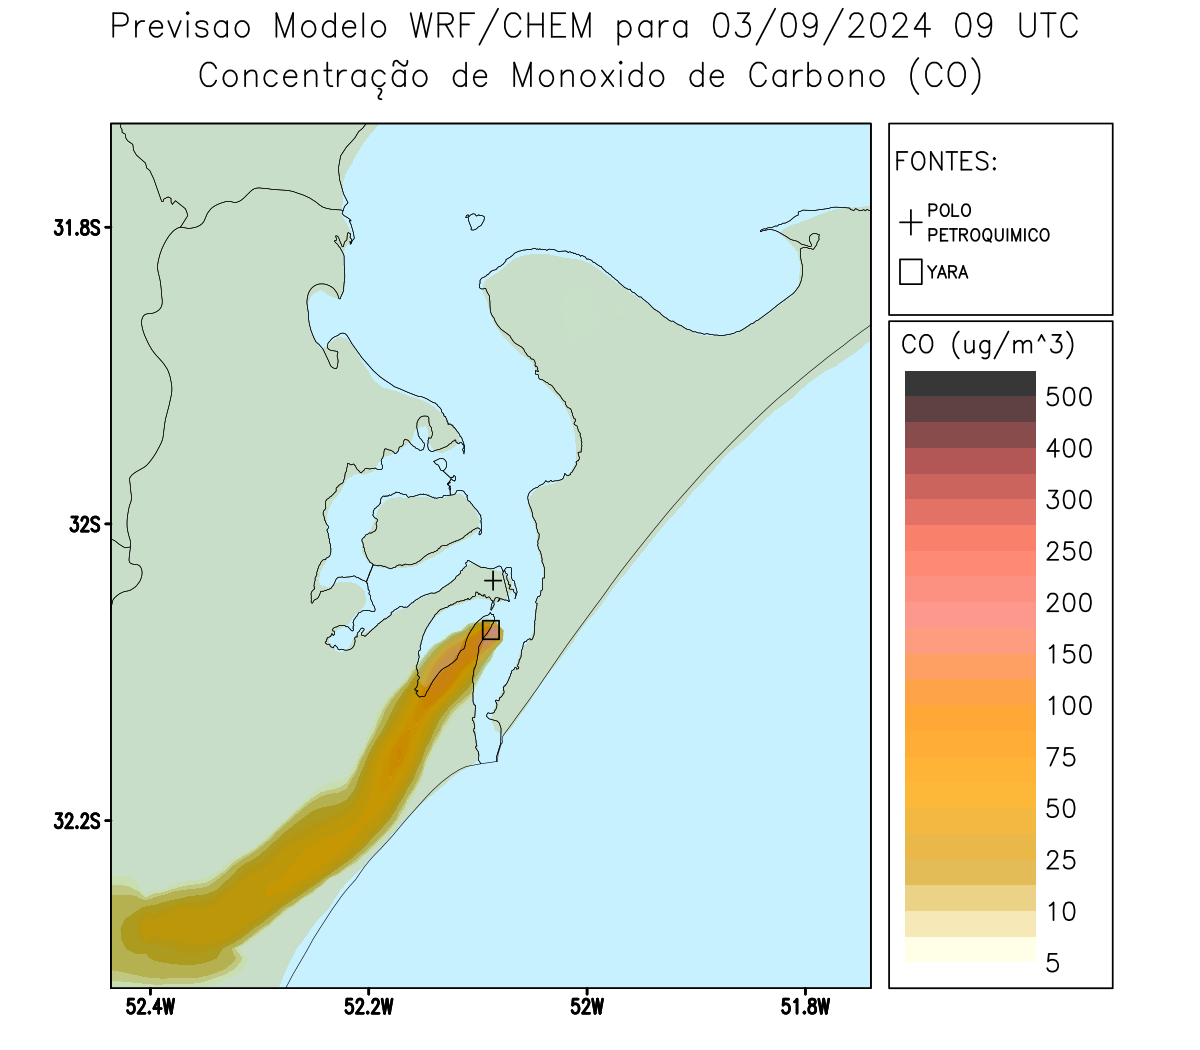 Previsao Modelo WRF/CHEM para 03/09/2024 09 UTC
Concentração de Monoxido de Carbono (CO)
FONTES:
POLO
PETROQUIMICO
YARA
CO (ug/m^3)
500
400
300
250
200
150
100
75
50
25
10
5
31.8S
32S
32.2S
52.4W
52.2W
52W
51.8W